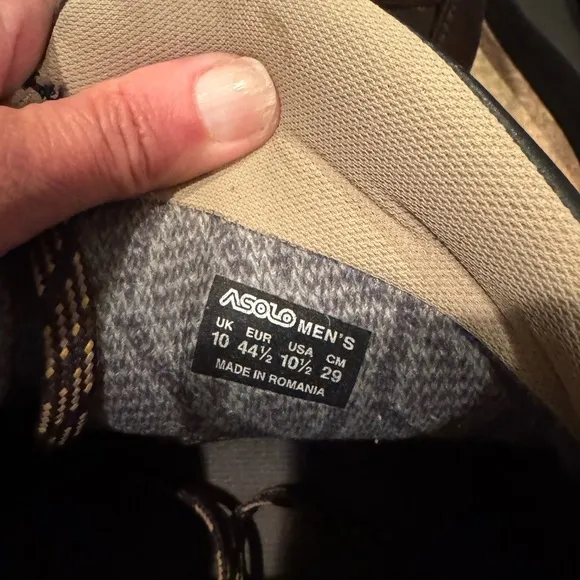 ASOLO MEN'S
UK EUR USA CM
10 44½ 10½ 29
MADE IN ROMANIA